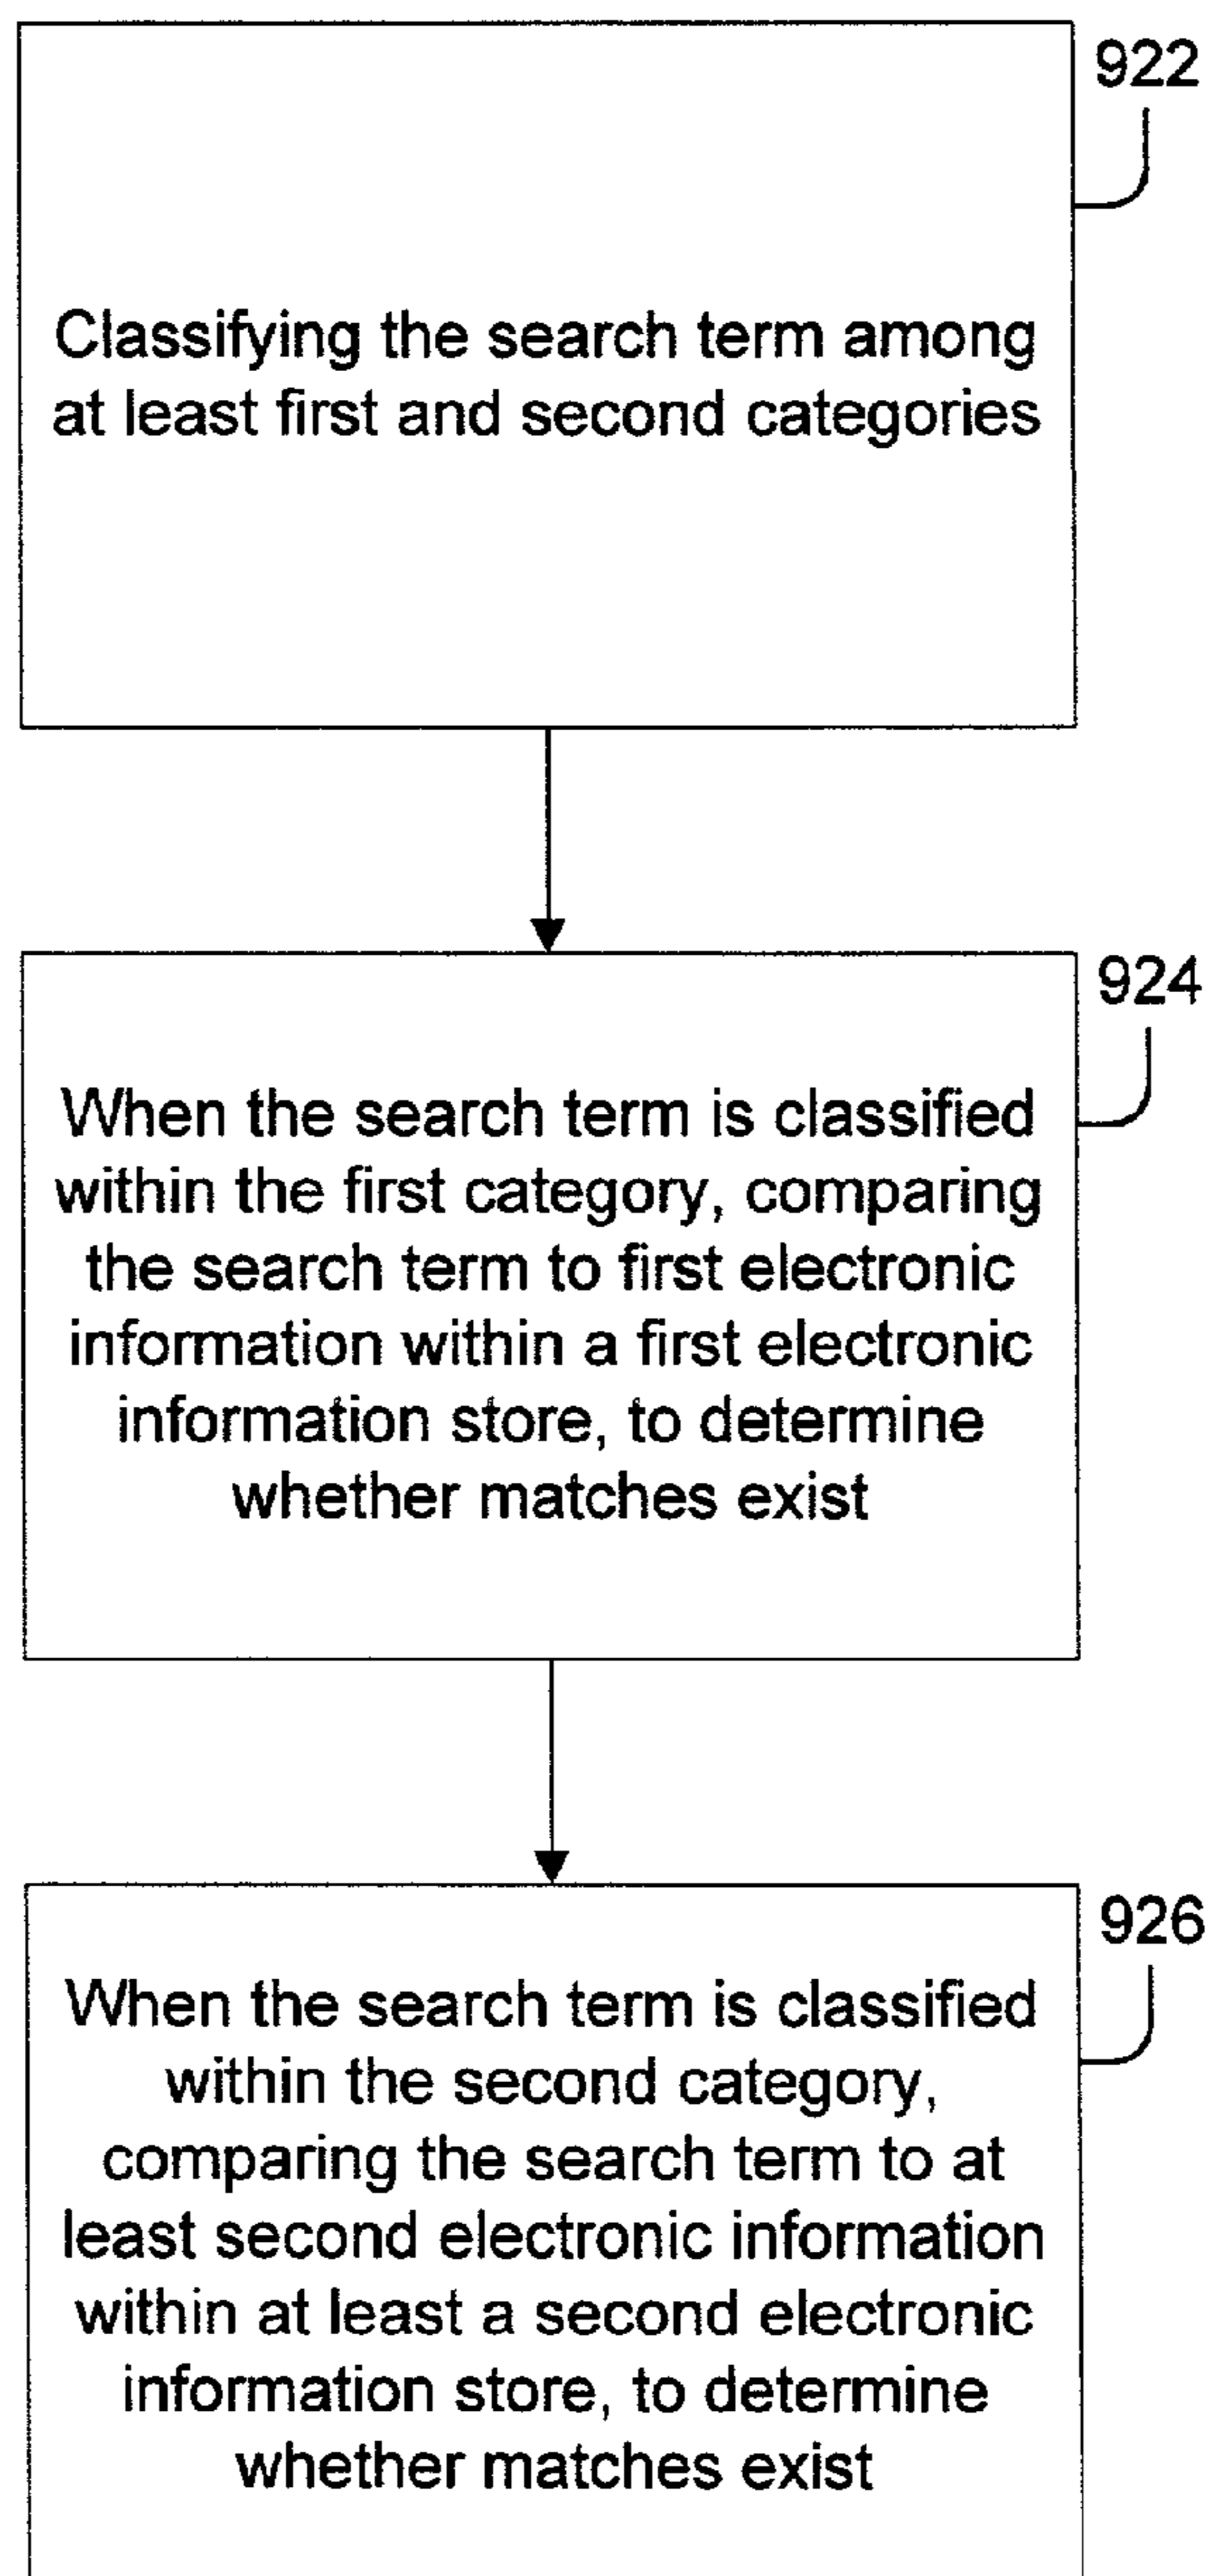 922
Classifying the search term among
at least first and second categories
924
When the search term is classified
within the first category, comparing
the search term to first electronic
information within a first electronic
information store, to determine
whether matches exist
926
When the search term is classified
within the second category,
comparing the search term to at
least second electronic information
within at least a second electronic
information store, to determine
whether matches exist